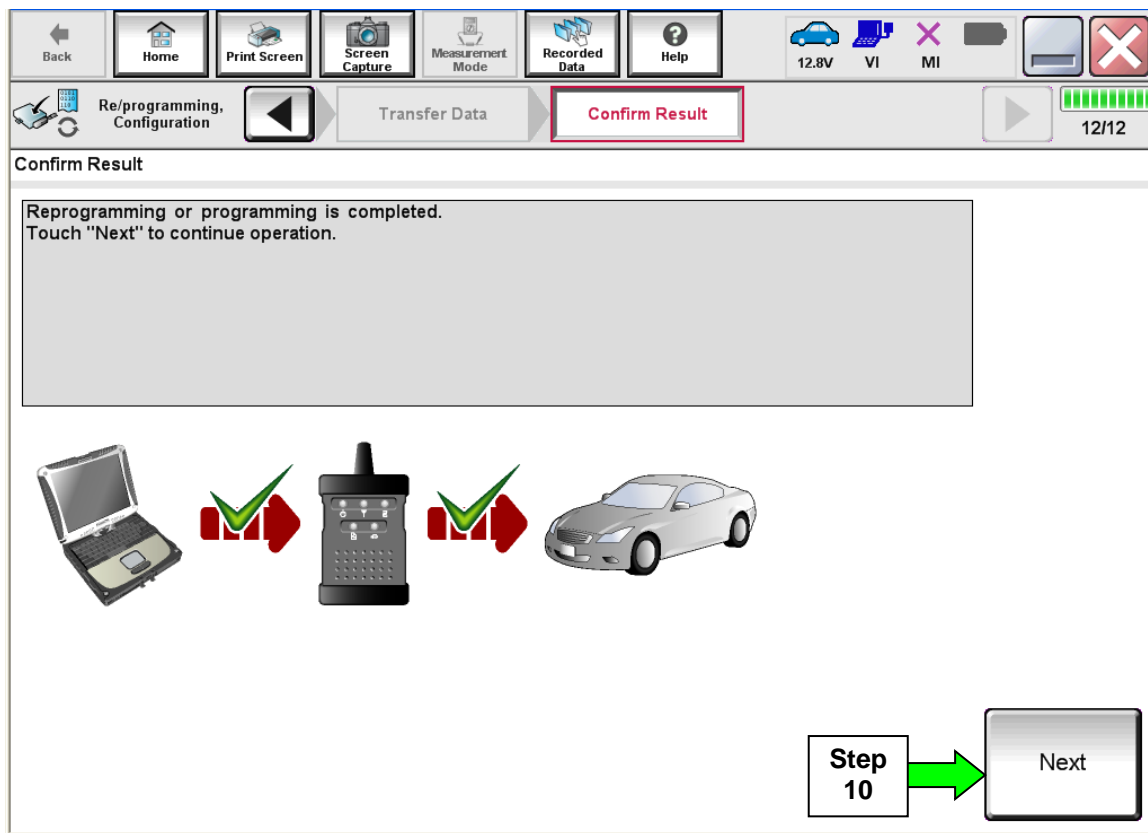 Back
Home
Print Screen
Screen
Capture
Measurement
Mode
Recorded
Data
Help
12.8V
VI
MI
Re/programming,
Configuration
Transfer Data
Confirm Result
12/12
Confirm Result
Reprogramming or programming is completed.
Touch "Next" to continue operation.
Step
10
Next